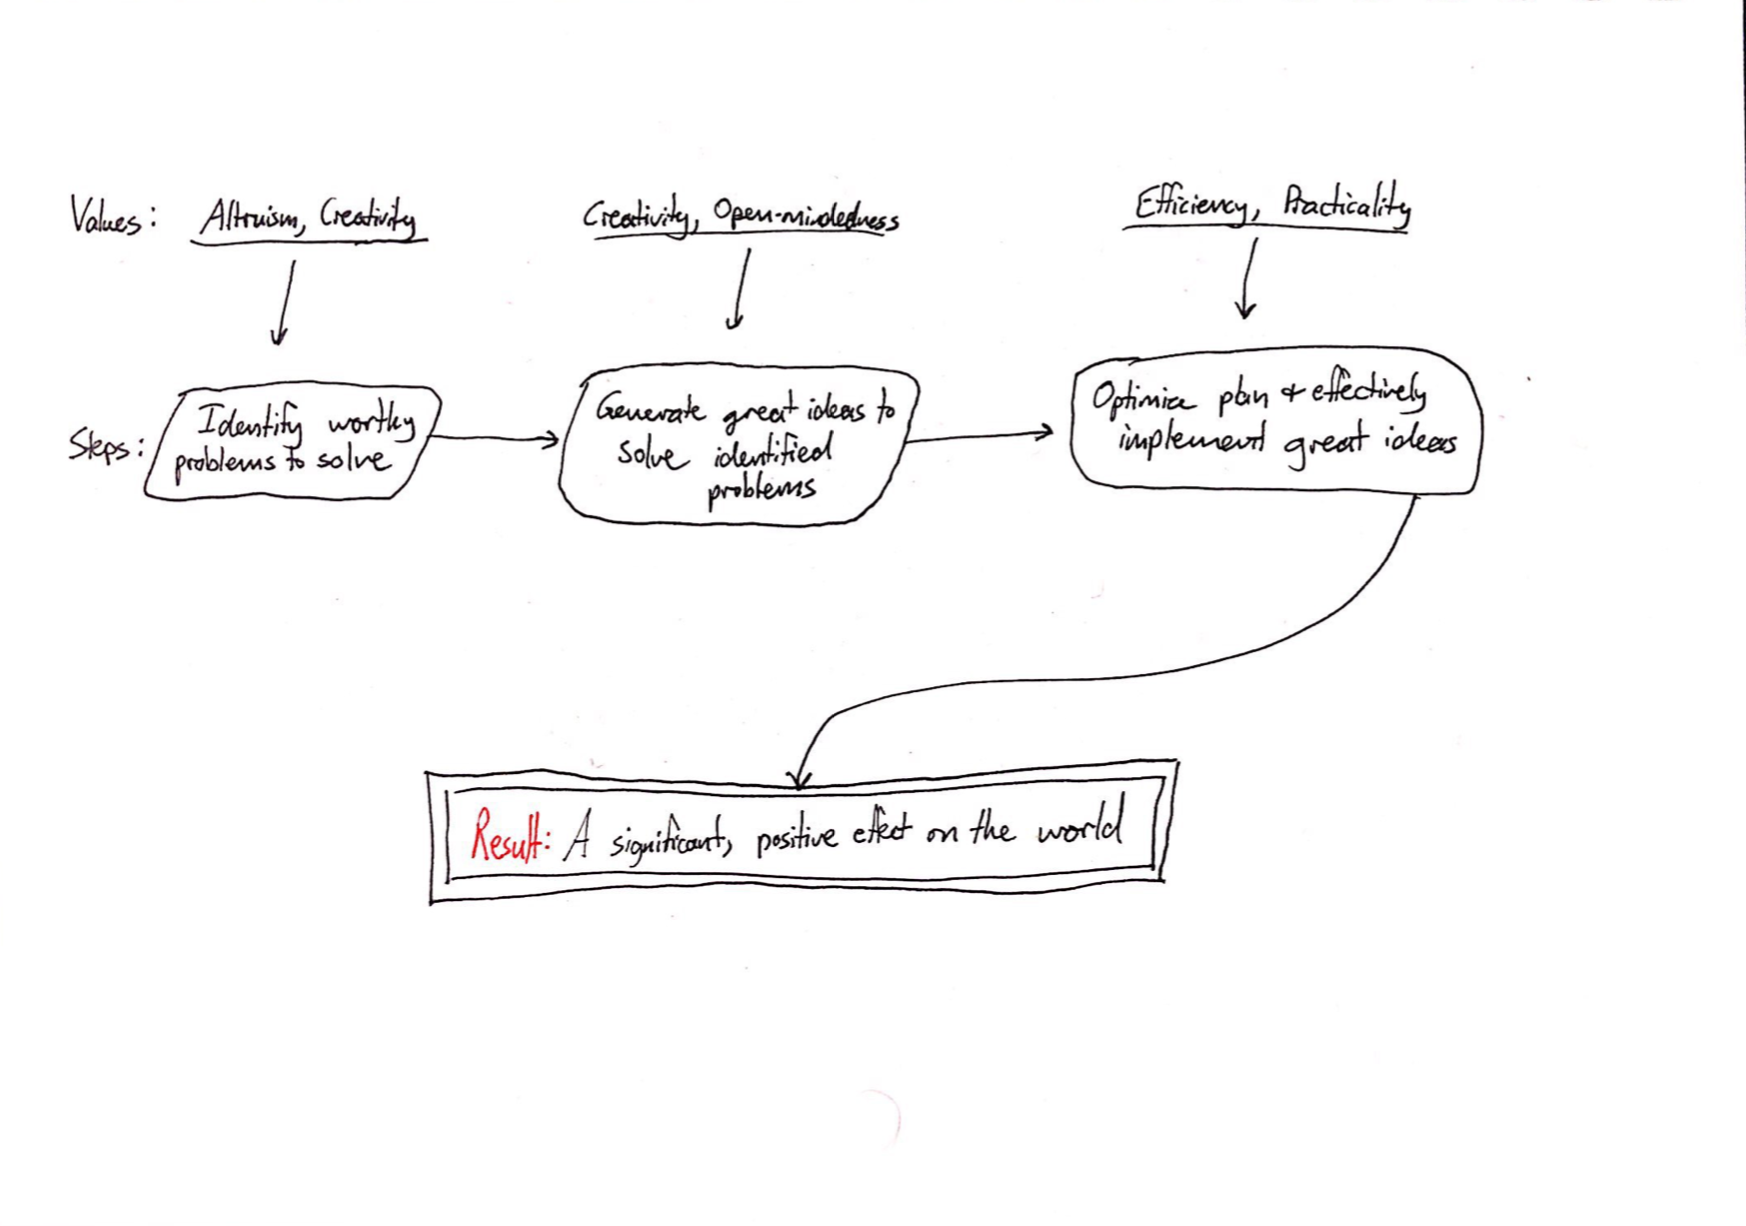 Values: Altruism, Creativity Creativity, Open-mindedness Efficiency, Practicality
Steps:
Identify worthy
problems to solve
Generate great ideas to
solve identified
problems
Optimize plan + effectively
implement great ideas
Result: A significant, positive effect on the world